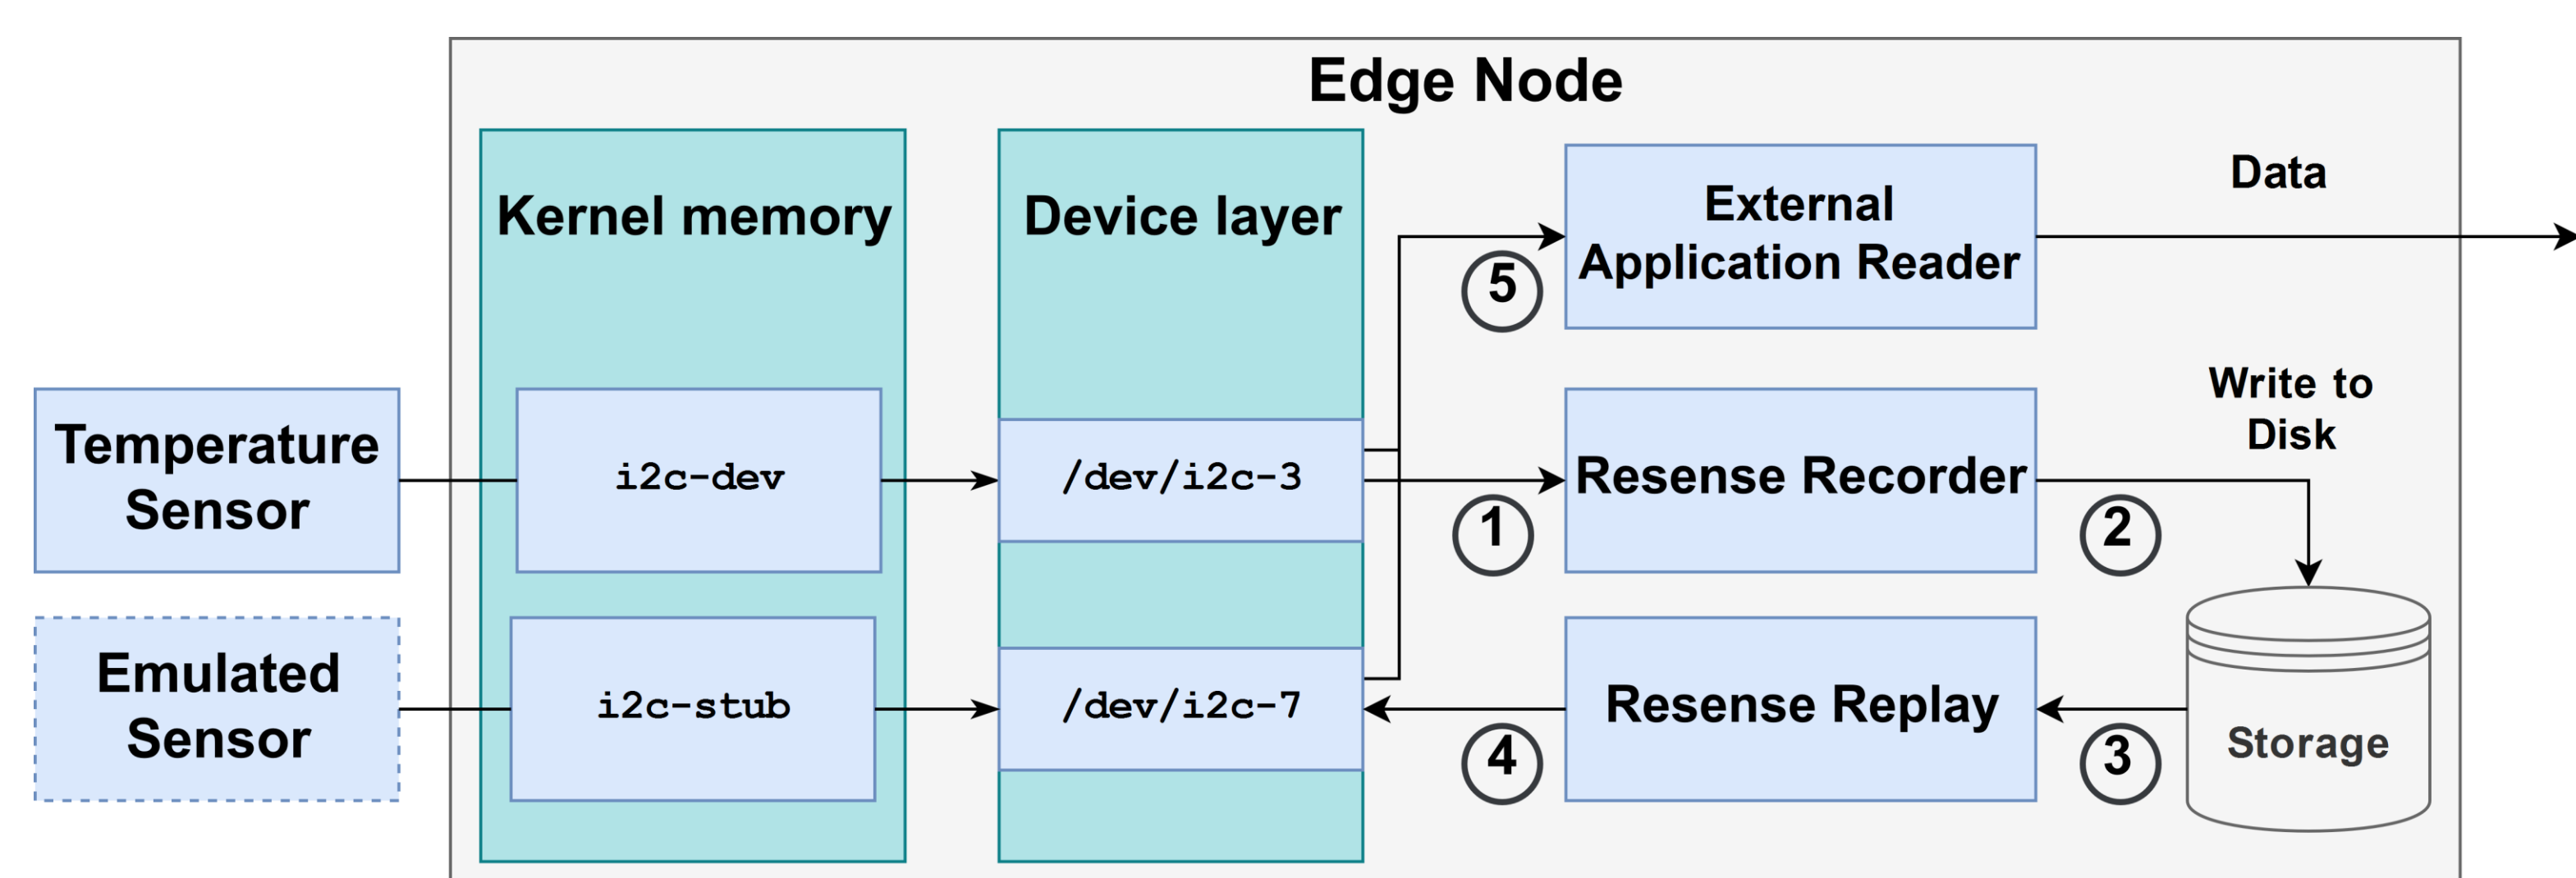 Edge Node
Kernel memory
Device layer
External
Application Reader
Data
5
Temperature
Sensor
i2c-dev
/dev/i2c-3
1
Resense Recorder
2
Write to
Disk
Emulated
Sensor
i2c-stub
/dev/i2c-7
4
Resense Replay
3
Storage